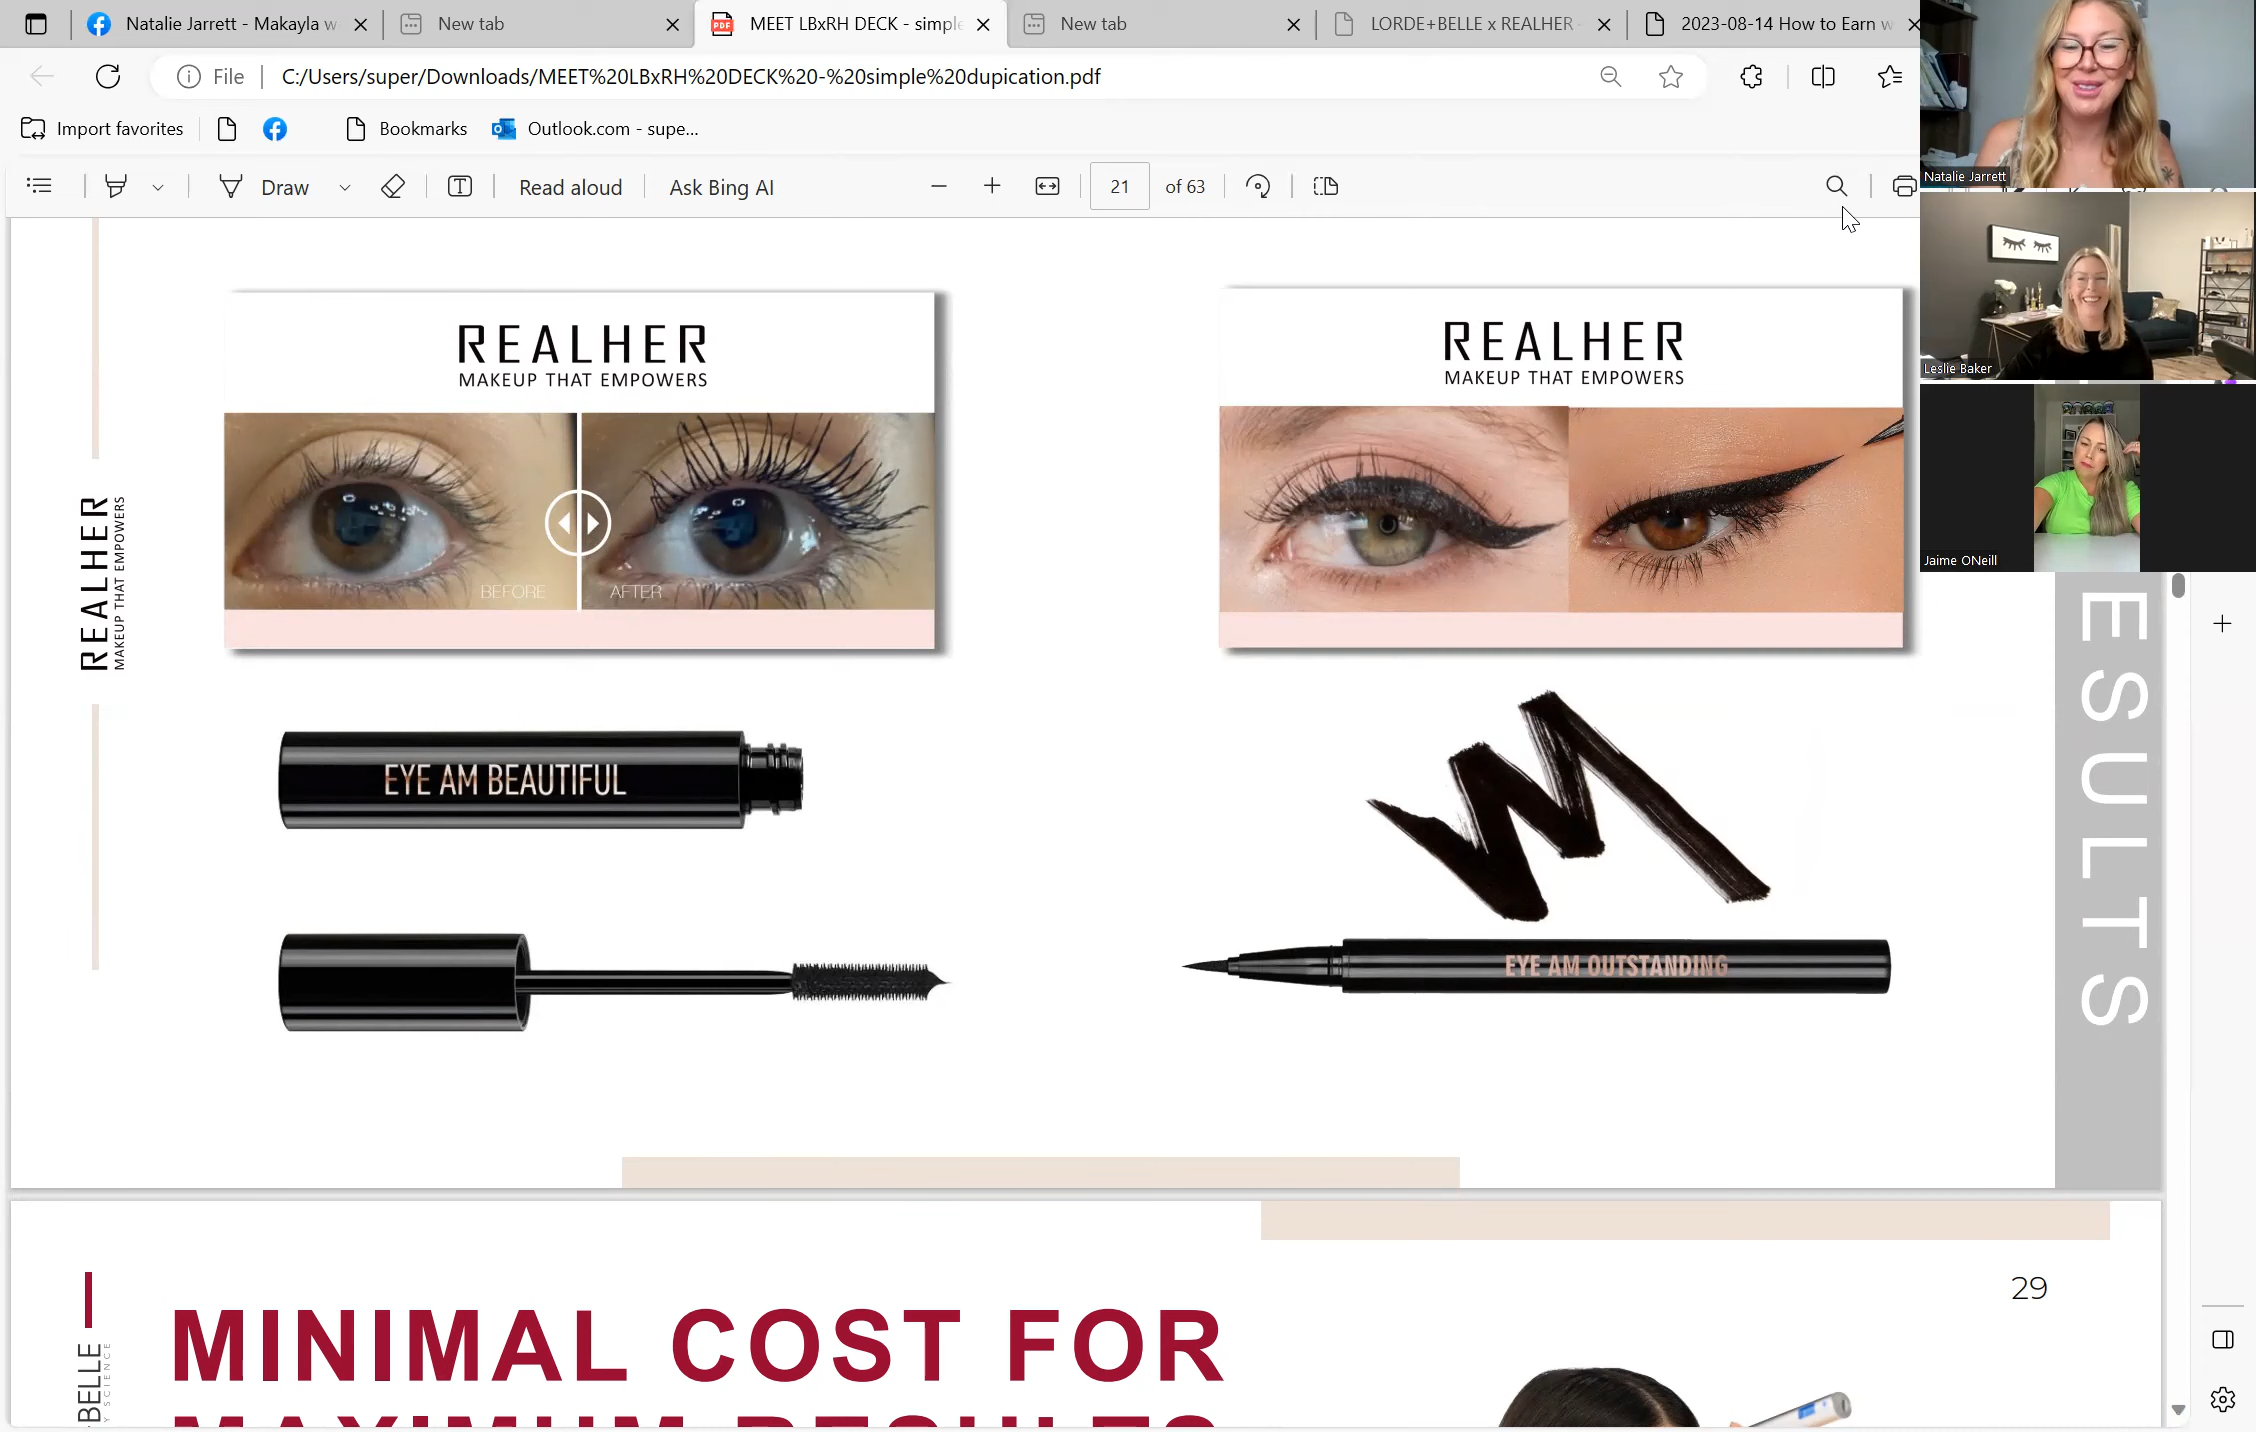 Natalie Jarrett - Makayla w
New tab
MEET LBxRH DECK - simple
New tab
LORDE+BELLE x REALHER
2023-08-14 How to Earn w
File
C:/Users/super/Downloads/MEET%20LBxRH%20DECK%20-%20simple%20dupication.pdf
Import favorites
Bookmarks
Outlook.com - supe...
Draw
Read aloud
Ask Bing AI
21
of 63
Natalie Jarrett
Leslie Baker
Jaime ONeill
REALHER
MAKEUP THAT EMPOWERS
REALHER
MAKEUP THAT EMPOWERS
BEFORE
AFTER
REALHER
MAKEUP THAT EMPOWERS
EYE AM BEAUTIFUL
EYE AM OUTSTANDING
ESULTS
29
BELLE
Y SCIENCE
MINIMAL COST FOR
MAXIMUM RESULTS